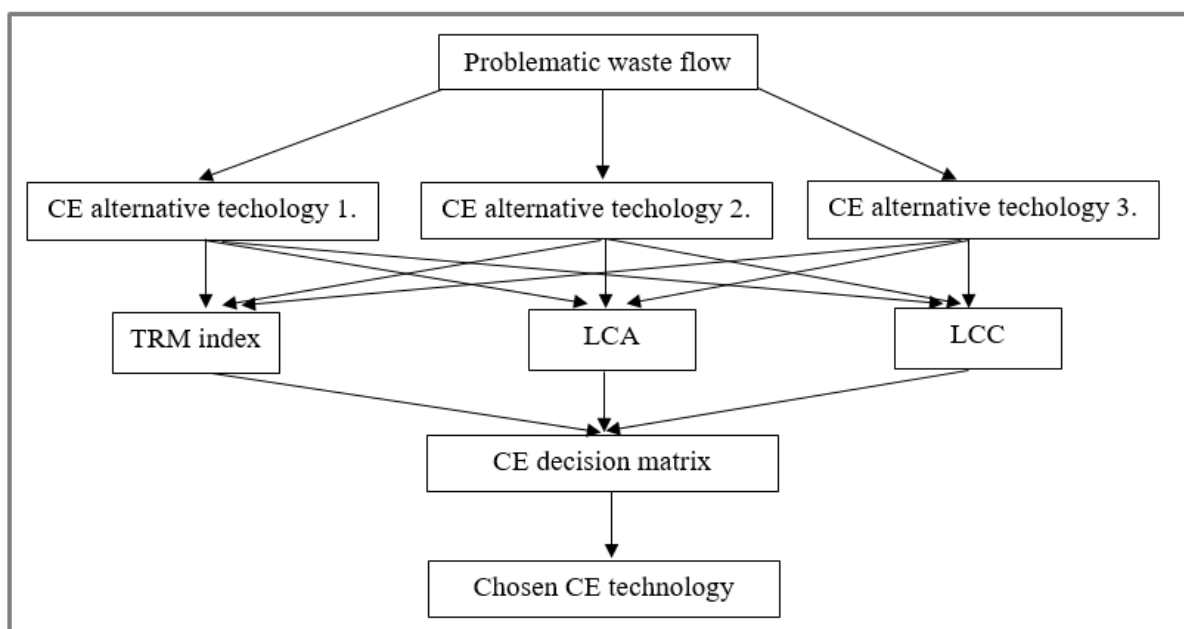 Problematic waste flow
CE alternative techology 1.
CE alternative techology 2.
CE alternative techology 3.
TRM index
LCA
LCC
CE decision matrix
Chosen CE technology